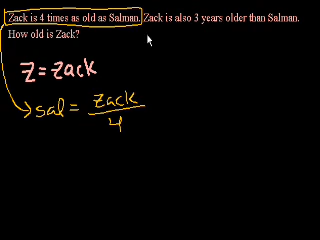 Zack is 4 times as old as Salman. Zack is also 3 years older than Salman.
How old is Zack?
Z = Zack
Sal = Zack
4